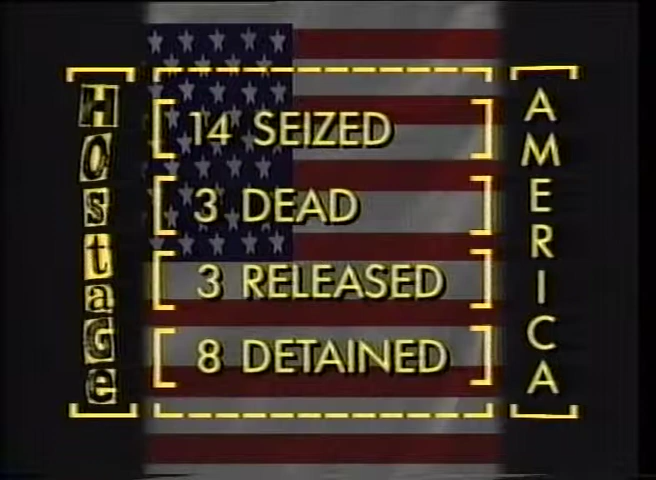 HOstaGe
14 SEIZED
3 DEAD
3 RELEASED
8 DETAINED
AMERICA